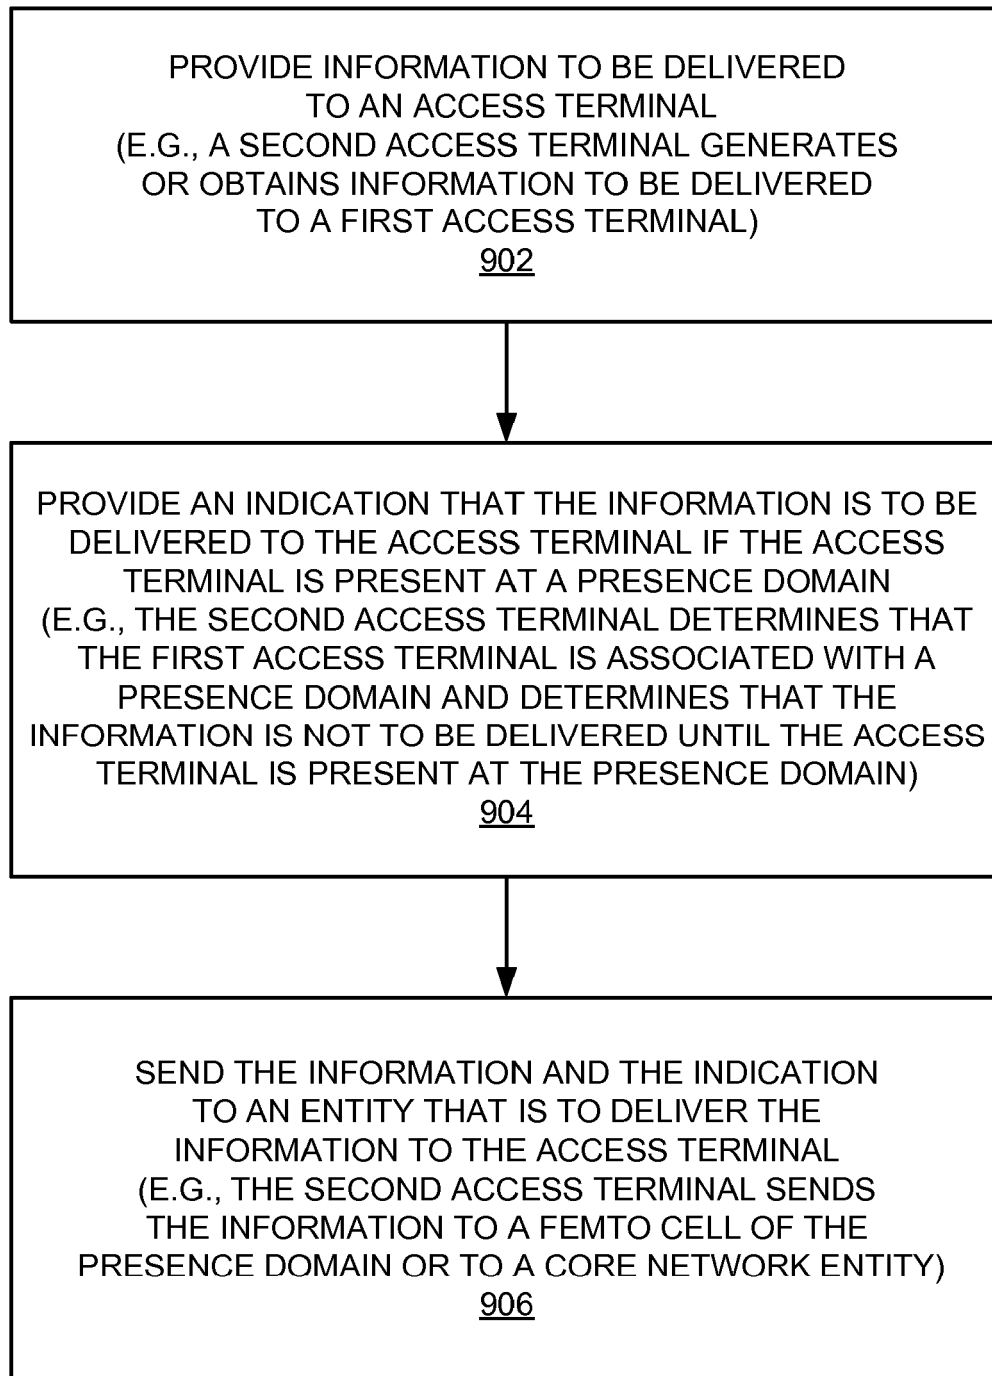 PROVIDE INFORMATION TO BE DELIVERED
TO AN ACCESS TERMINAL
(E.G., A SECOND ACCESS TERMINAL GENERATES
OR OBTAINS INFORMATION TO BE DELIVERED
TO A FIRST ACCESS TERMINAL)
902
PROVIDE AN INDICATION THAT THE INFORMATION IS TO BE
DELIVERED TO THE ACCESS TERMINAL IF THE ACCESS
TERMINAL IS PRESENT AT A PRESENCE DOMAIN
(E.G., THE SECOND ACCESS TERMINAL DETERMINES THAT
THE FIRST ACCESS TERMINAL IS ASSOCIATED WITH A
PRESENCE DOMAIN AND DETERMINES THAT THE
INFORMATION IS NOT TO BE DELIVERED UNTIL THE ACCESS
TERMINAL IS PRESENT AT THE PRESENCE DOMAIN)
904
SEND THE INFORMATION AND THE INDICATION
TO AN ENTITY THAT IS TO DELIVER THE
INFORMATION TO THE ACCESS TERMINAL
(E.G., THE SECOND ACCESS TERMINAL SENDS
THE INFORMATION TO A FEMTO CELL OF THE
PRESENCE DOMAIN OR TO A CORE NETWORK ENTITY)
906